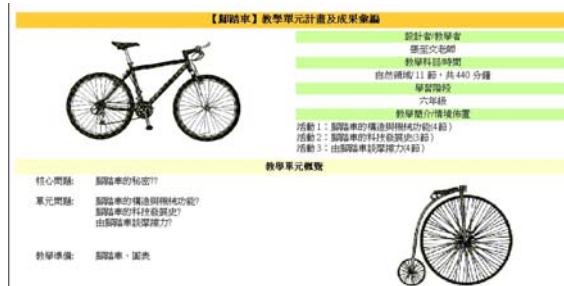 【腳踏車】教學單元計畫及成果彙編
設計者/教學者
張至文老師
教學科目/時間
自然領域/11 節，共 440 分鐘
學習階段
六年級
教學簡介/情境佈置
活動1：腳踏車的構造與機械功能(4節)
活動2：腳踏車的科技發展史(3節)
活動3：由腳踏車談摩擦力(4節)
教學單元概覽
核心問題: 腳踏車的秘密??
單元問題: 腳踏車的構造與機械功能?
腳踏車的科技發展史?
由腳踏車談摩擦力?
教學準備: 腳踏車、圖表